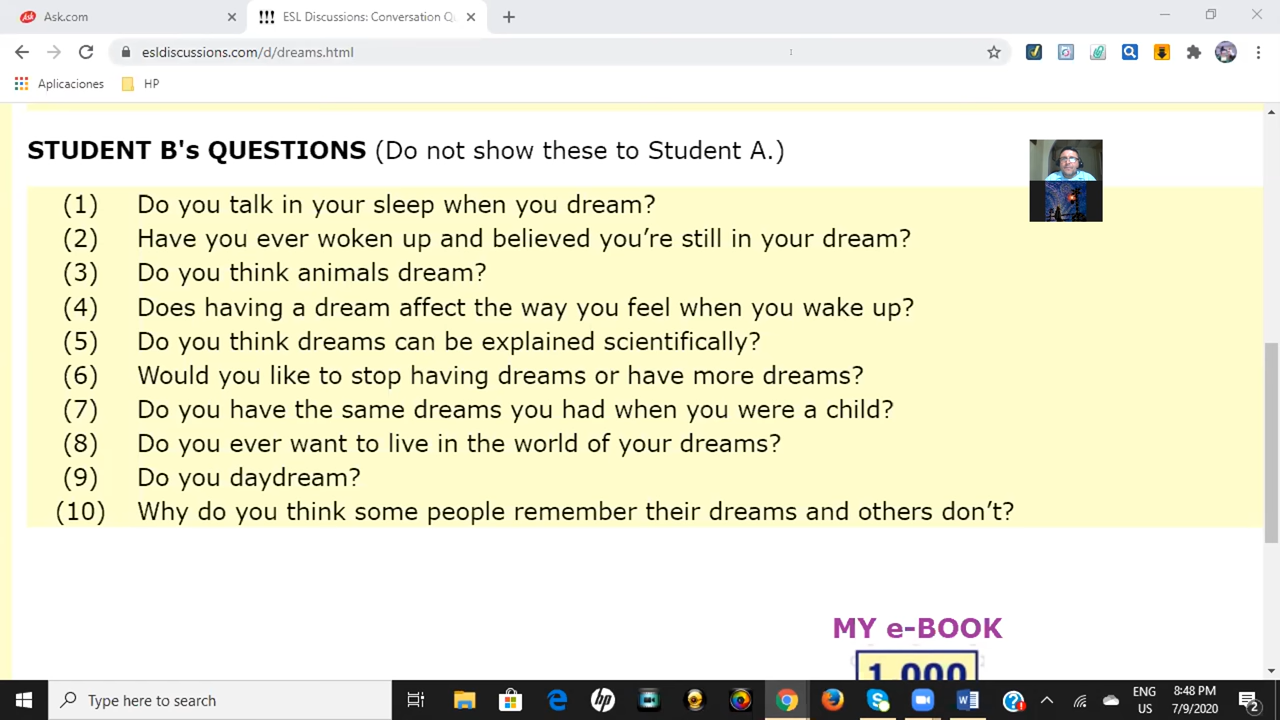 Ask.com
ESL Discussions: Conversation Qu
esldiscussions.com/d/dreams.html
Aplicaciones
HP
STUDENT B's QUESTIONS (Do not show these to Student A.)
(1) Do you talk in your sleep when you dream?
(2) Have you ever woken up and believed you’re still in your dream?
(3) Do you think animals dream?
(4) Does having a dream affect the way you feel when you wake up?
(5) Do you think dreams can be explained scientifically?
(6) Would you like to stop having dreams or have more dreams?
(7) Do you have the same dreams you had when you were a child?
(8) Do you ever want to live in the world of your dreams?
(9) Do you daydream?
(10) Why do you think some people remember their dreams and others don’t?
MY e-BOOK
1,000
Type here to search
ENG
US
8:48 PM
7/9/2020
2